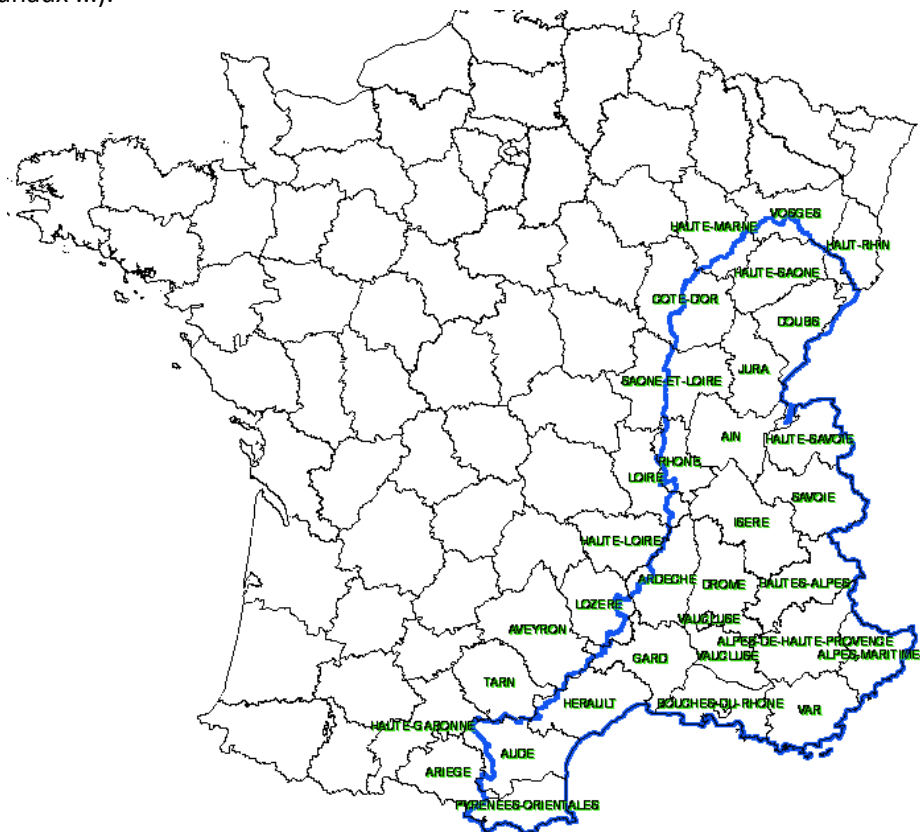 VOSGES
HAUTE-MARNE
HAUT-RHIN
HAUTE-SAONE
COTE-D'OR
DOUBS
JURA
SAONE-ET-LOIRE
AIN
HAUTE-SAVOIE
RHONE
LOIRE
SAVOIE
ISERE
HAUTE-LOIRE
ARDECHE
DROME
HAUTES-ALPES
LOZERE
VAUCLUSE
AVEYRON
ALPES-DE-HAUTE-PROVENCE
GARD
VAUCLUSE
ALPES-MARITIME
TARN
HERAULT
BOUCHES-DU-RHONE
VAR
HAUTE-GARONNE
AUDE
ARIEGE
PYRENEES-ORIENTALES